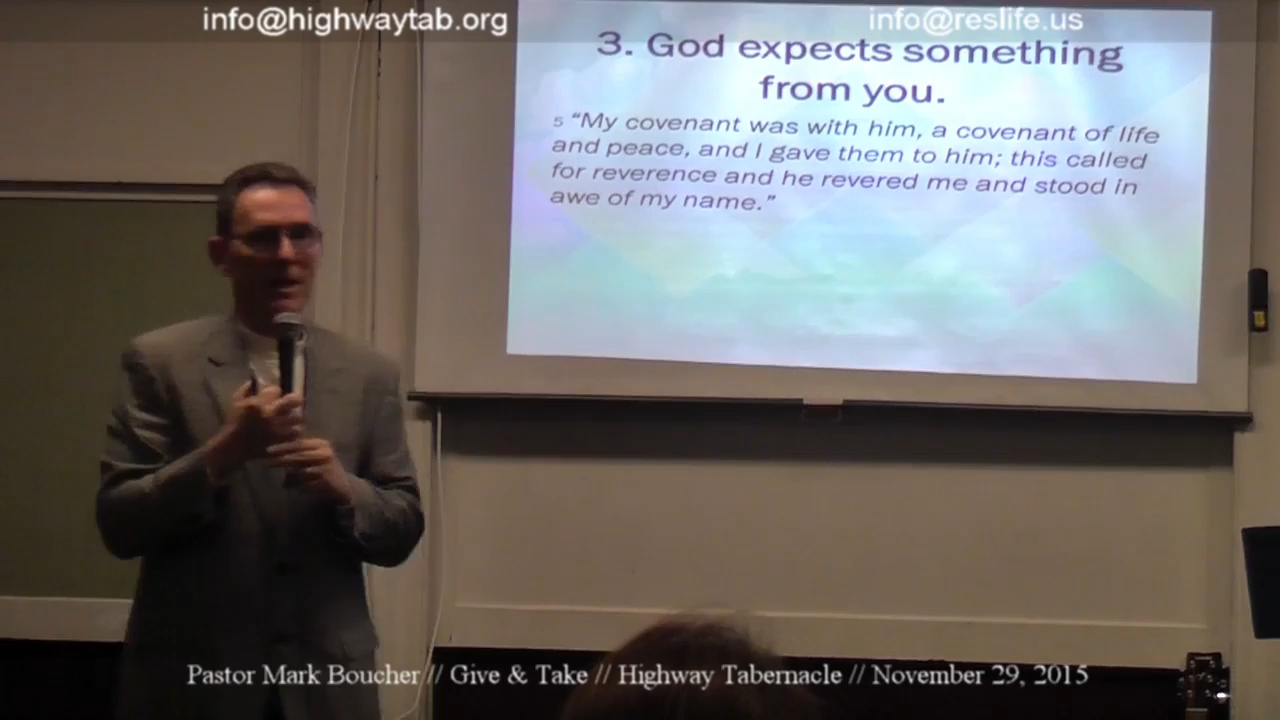 info@highwaytab.org
info@reslife.us
3. God expects something
from you.
5 “My covenant was with him, a covenant of life
and peace, and I gave them to him; this called
for reverence and he revered me and stood in
awe of my name.”
Pastor Mark Boucher // Give & Take // Highway Tabernacle // November 29, 2015